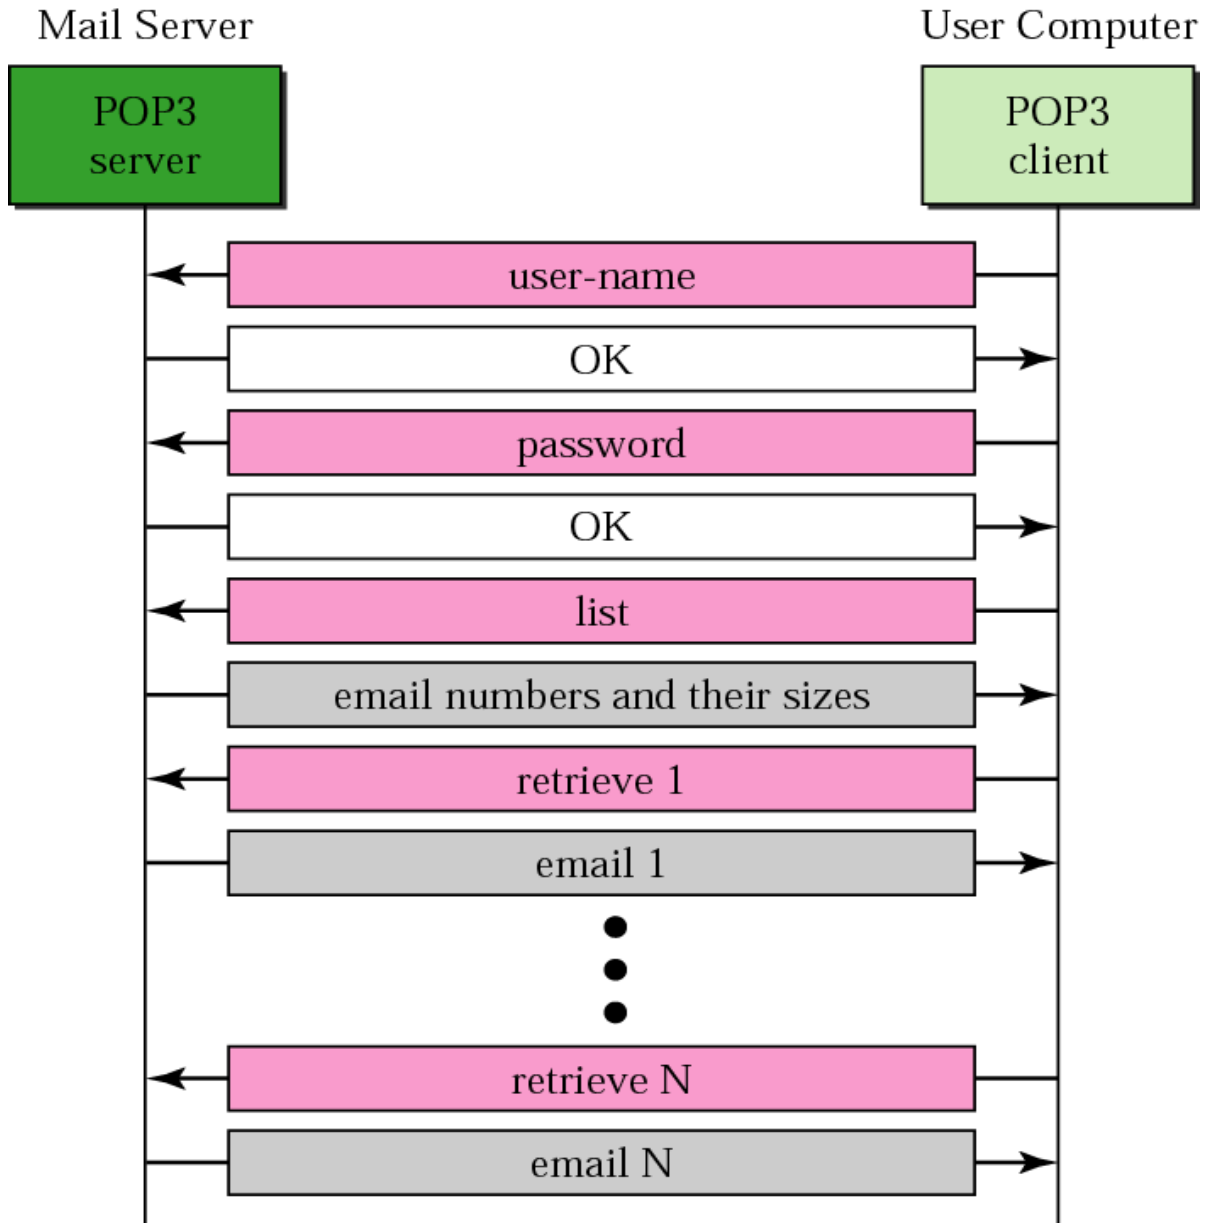 Mail Server
User Computer
POP3
server
POP3
client
user-name
OK
password
OK
list
email numbers and their sizes
retrieve 1
email 1
retrieve N
email N